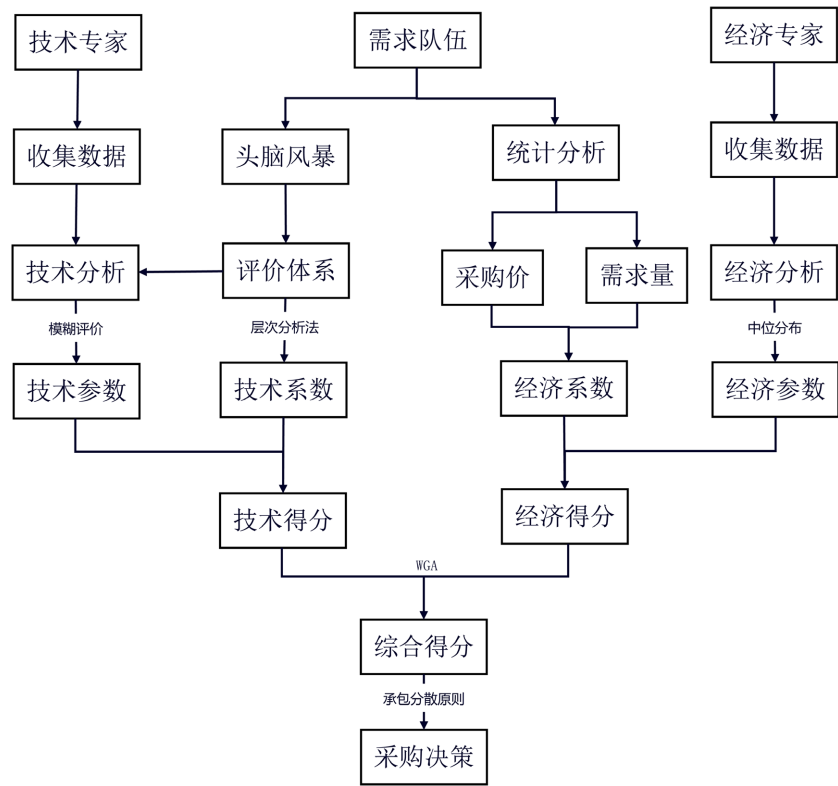 技术专家
需求队伍
经济专家
收集数据
头脑风暴
统计分析
收集数据
技术分析
评价体系
采购价
需求量
经济分析
模糊评价
层次分析法
中位分布
技术参数
技术系数
经济系数
经济参数
技术得分
经济得分
WGA
综合得分
承包分散原则
采购决策